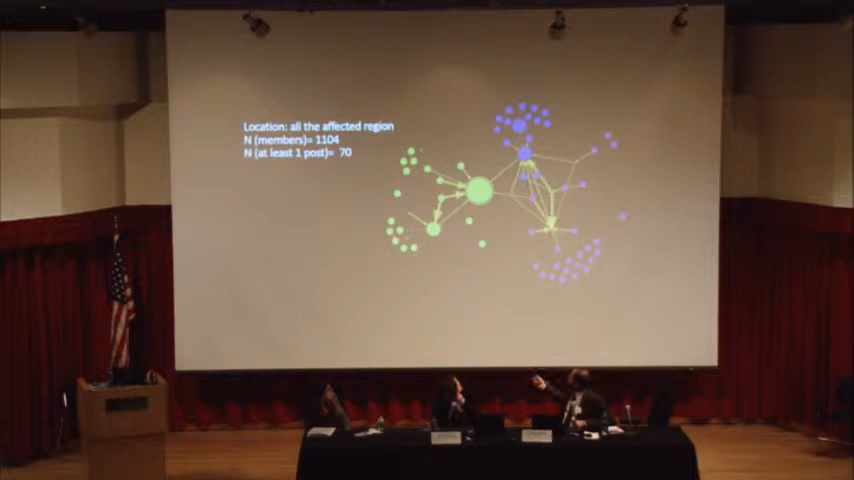 Location: all the affected region
N (members)= 1104
N (at least 1 post)= 70